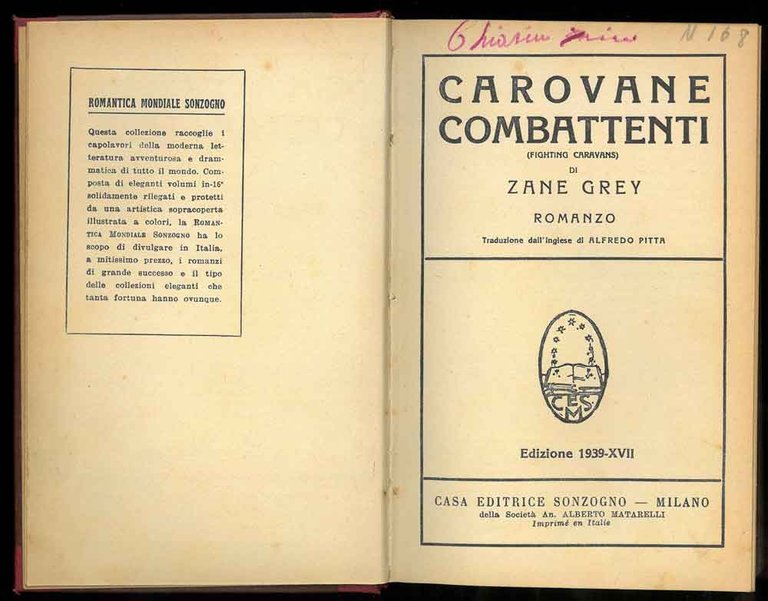 ROMANTICA MONDIALE SONZOGNO
Questa collezione raccoglie i
capolavori della moderna let-
teratura avventurosa e dram-
matica di tutto il mondo. Com-
posta di eleganti volumi in-16°
solidamente rilegati e protetti
da una artistica sopracoperta
illustrata a colori, la ROMAN-
TICA MONDIALE SONZOGNO ha lo
scopo di divulgare in Italia,
a mitissimo prezzo, i romanzi
di grande successo e il tipo
delle collezioni eleganti che
tanta fortuna hanno ovunque.
N 168
CAROVANE
COMBATTENTI
(FIGHTING CARAVANS)
DI
ZANE GREY
ROMANZO
Traduzione dall'inglese di ALFREDO PITTA
CEMS
Edizione 1939-XVII
CASA EDITRICE SONZOGNO — MILANO
della Società An. ALBERTO MATARELLI
Imprimé en Italie